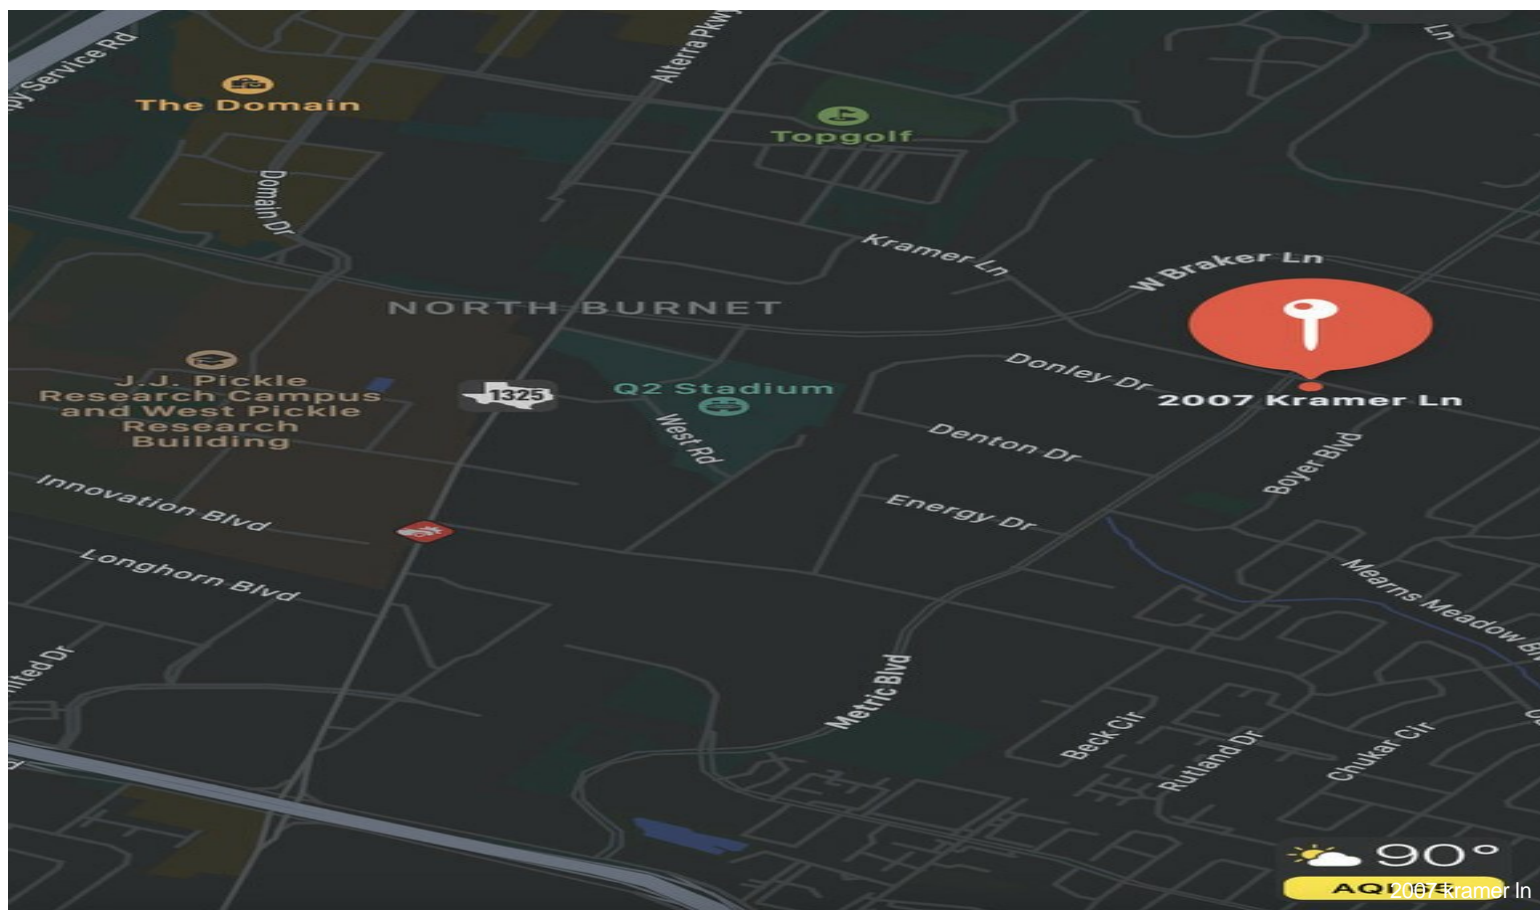 Ln
Service Rd
Alterra Pkwy
The Domain
Topgolf
Domain Dr
Kramer Ln
W Braker Ln
NORTH BURNET
J.J. Pickle
Research Campus
and West Pickle
Research
Building
1325
Q2 Stadium
West Rd
Donley Dr
2007 Kramer Ln
Denton Dr
Boyer Blvd
Innovation Blvd
Energy Dr
Longhorn Blvd
Mearns Meadow
Dr
Metric Blvd
Beck Cir
Rutland Dr
Chukar Cir
90°
AQI
2007 kramer ln